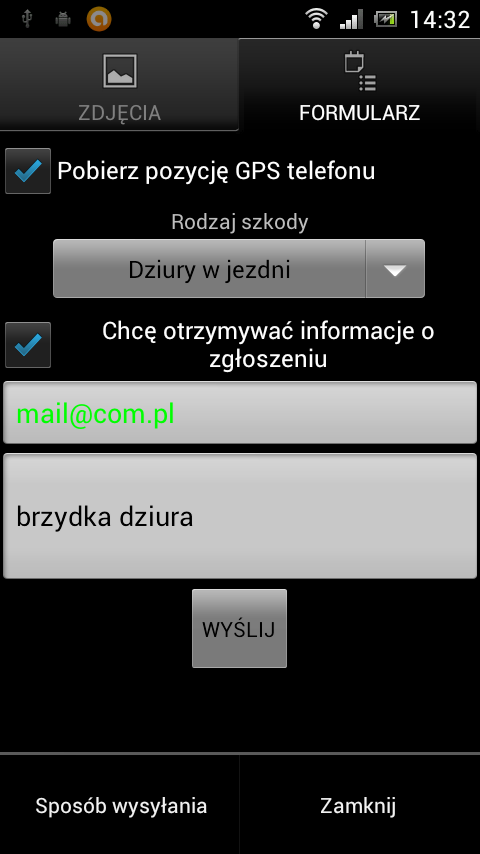 14:32
ZDJĘCIA
FORMULARZ
Pobierz pozycję GPS telefonu
Rodzaj szkody
Dziury w jezdni
Chcę otrzymywać informacje o
zgłoszeniu
mail@com.pl
brzydka dziura
WYŚLIJ
Sposób wysyłania
Zamknij